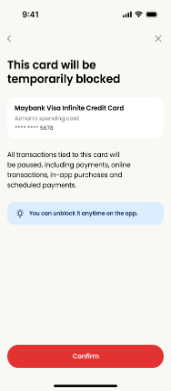 9:41
This card will be
temporarily blocked
Maybank Visa Infinite Credit Card
Aiman's spending card
**** **** 5678
All transactions tied to this card will
be paused, including payments, online
transactions, in-app purchases and
scheduled payments.
You can unblock it anytime on the app.
Confirm